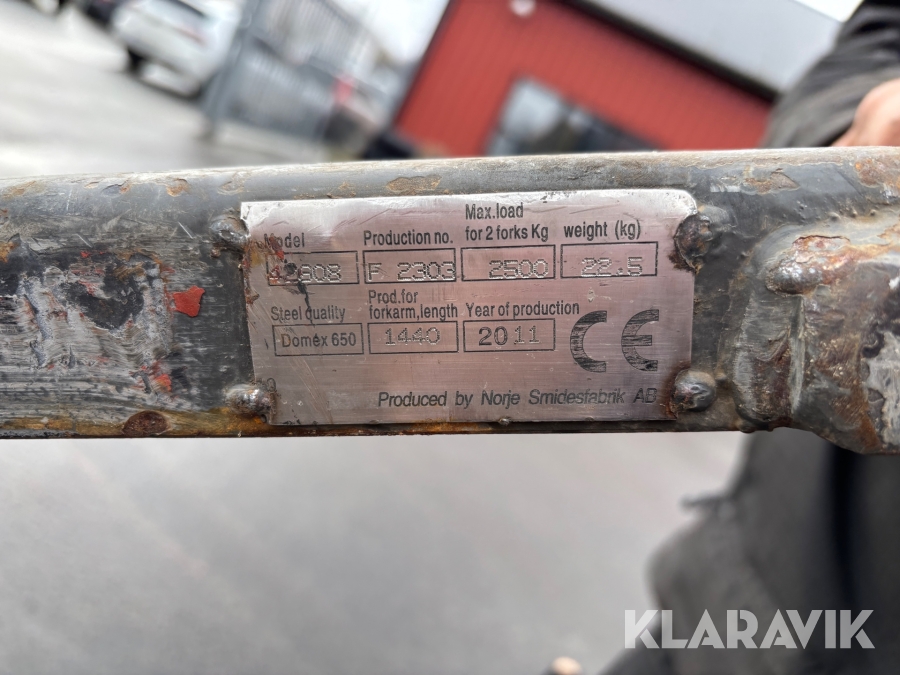 Model Production no. Max.load for 2 forks Kg weight (kg)
F 2303 2500 22.5
Steel quality Prod.for forkarm,length Year of production
Domex 650 1440 2011 CE
Produced by Norje Smidesfabrik AB
KLARAVIK